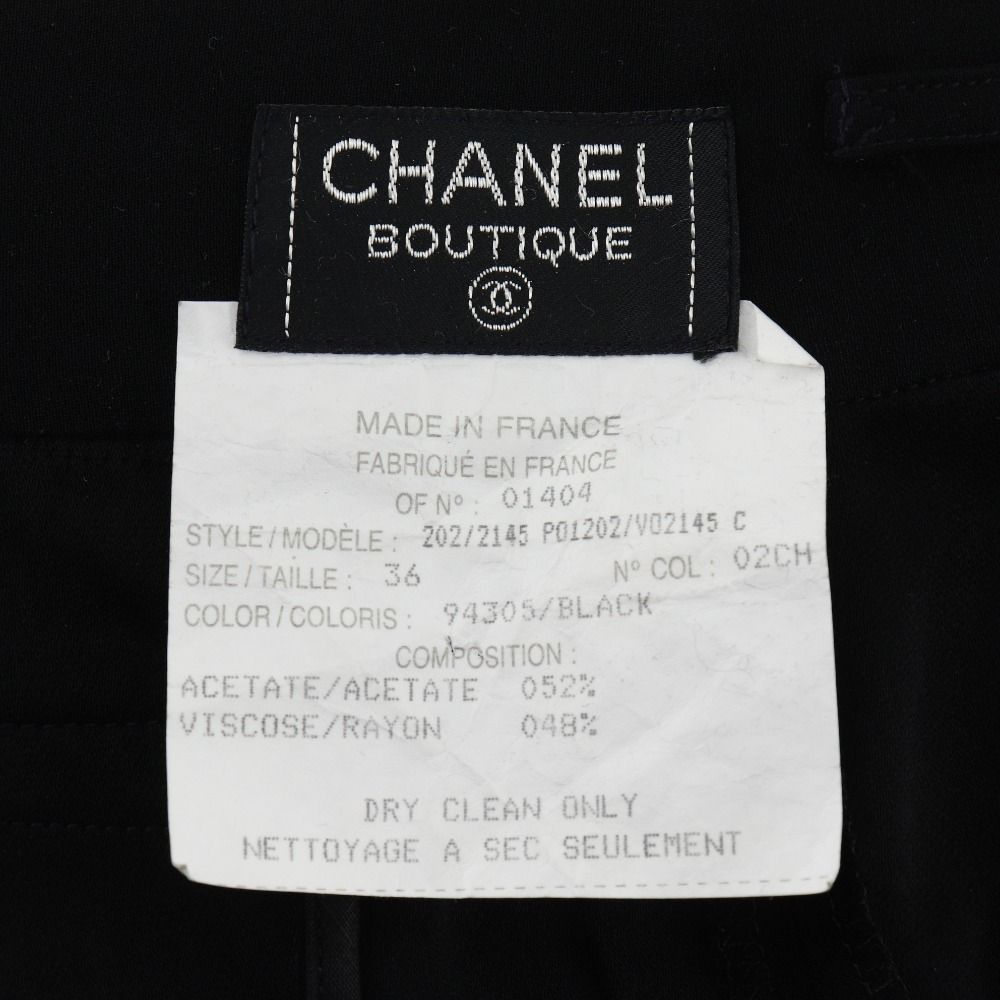 CHANEL
BOUTIQUE
MADE IN FRANCE
FABRIQUÉ EN FRANCE
OF N° : 01404
STYLE/MODÈLE : 202/2145 P01202/V02145 C
SIZE/TAILLE : 36 N° COL : 02CH
COLOR/COLORIS : 94305/BLACK
COMPOSITION :
ACETATE/ACETATE 052%
VISCOSE/RAYON 048%
DRY CLEAN ONLY
NETTOYAGE A SEC SEULEMENT